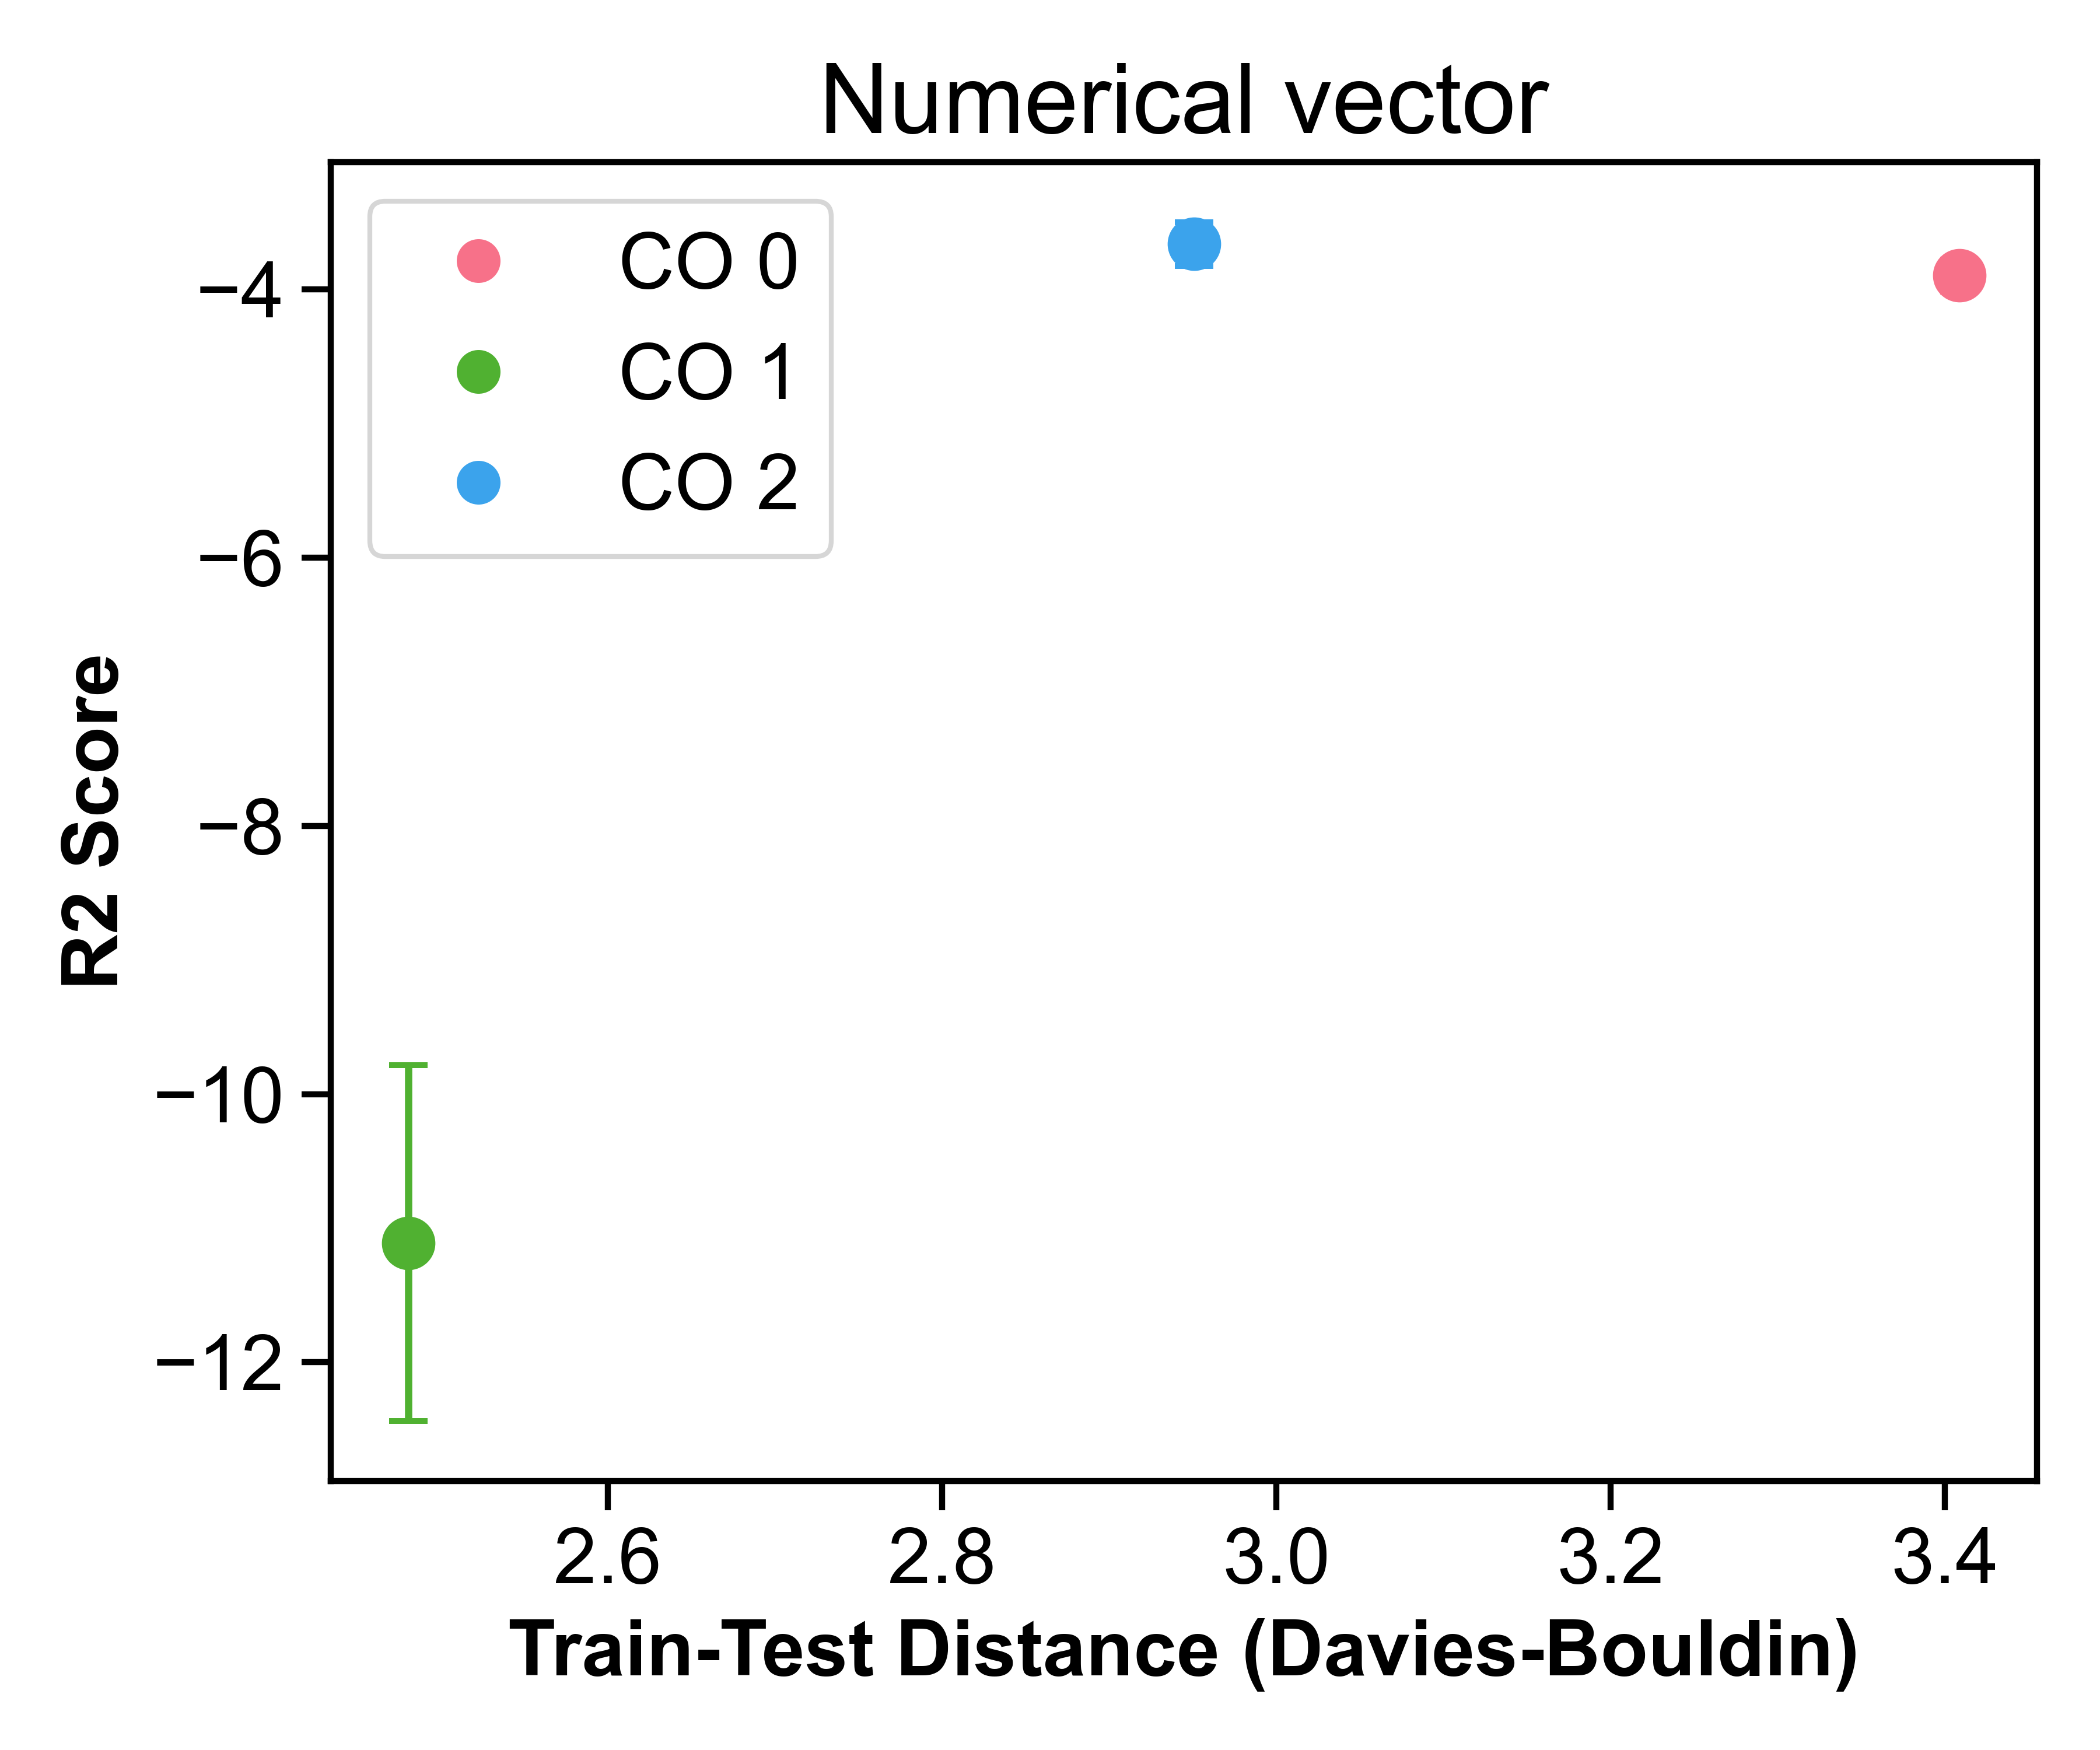 Numerical vector
CO 0
CO 1
CO 2
−4
−6
−8
−10
−12
R2 Score
2.6
2.8
3.0
3.2
3.4
Train-Test Distance (Davies-Bouldin)